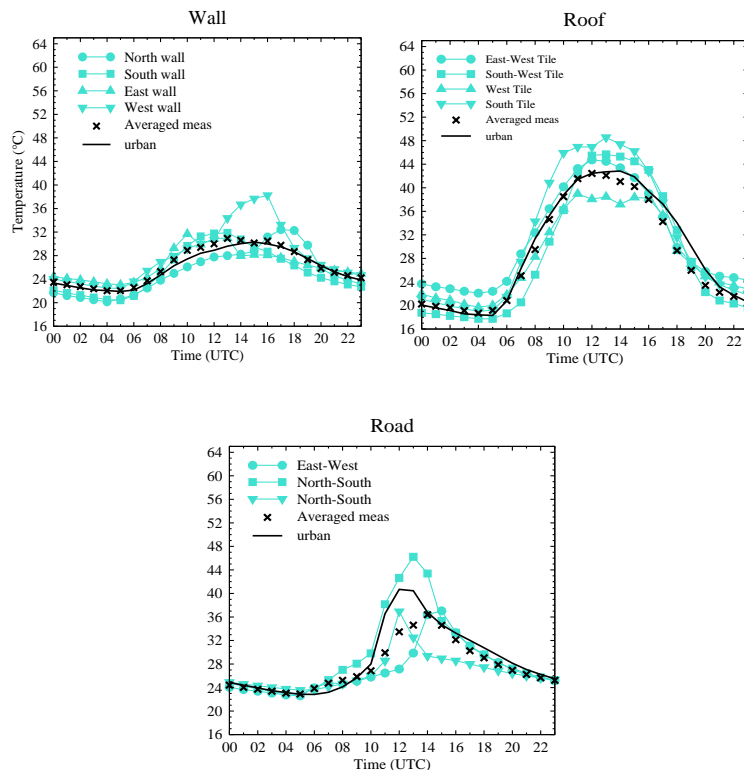 Wall
64
60
56
52
48
44
40
36
32
28
24
20
16
Temperature (°C)
North wall
South wall
East wall
West wall
Averaged meas
urban
00 02 04 06 08 10 12 14 16 18 20 22
Time (UTC)
Roof
64
60
56
52
48
44
40
36
32
28
24
20
16
East-West Tile
South-West Tile
West Tile
South Tile
Averaged meas
urban
00 02 04 06 08 10 12 14 16 18 20 22
Time (UTC)
Road
64
60
56
52
48
44
40
36
32
28
24
20
16
East-West
North-South
North-South
Averaged meas
urban
00 02 04 06 08 10 12 14 16 18 20 22
Time (UTC)